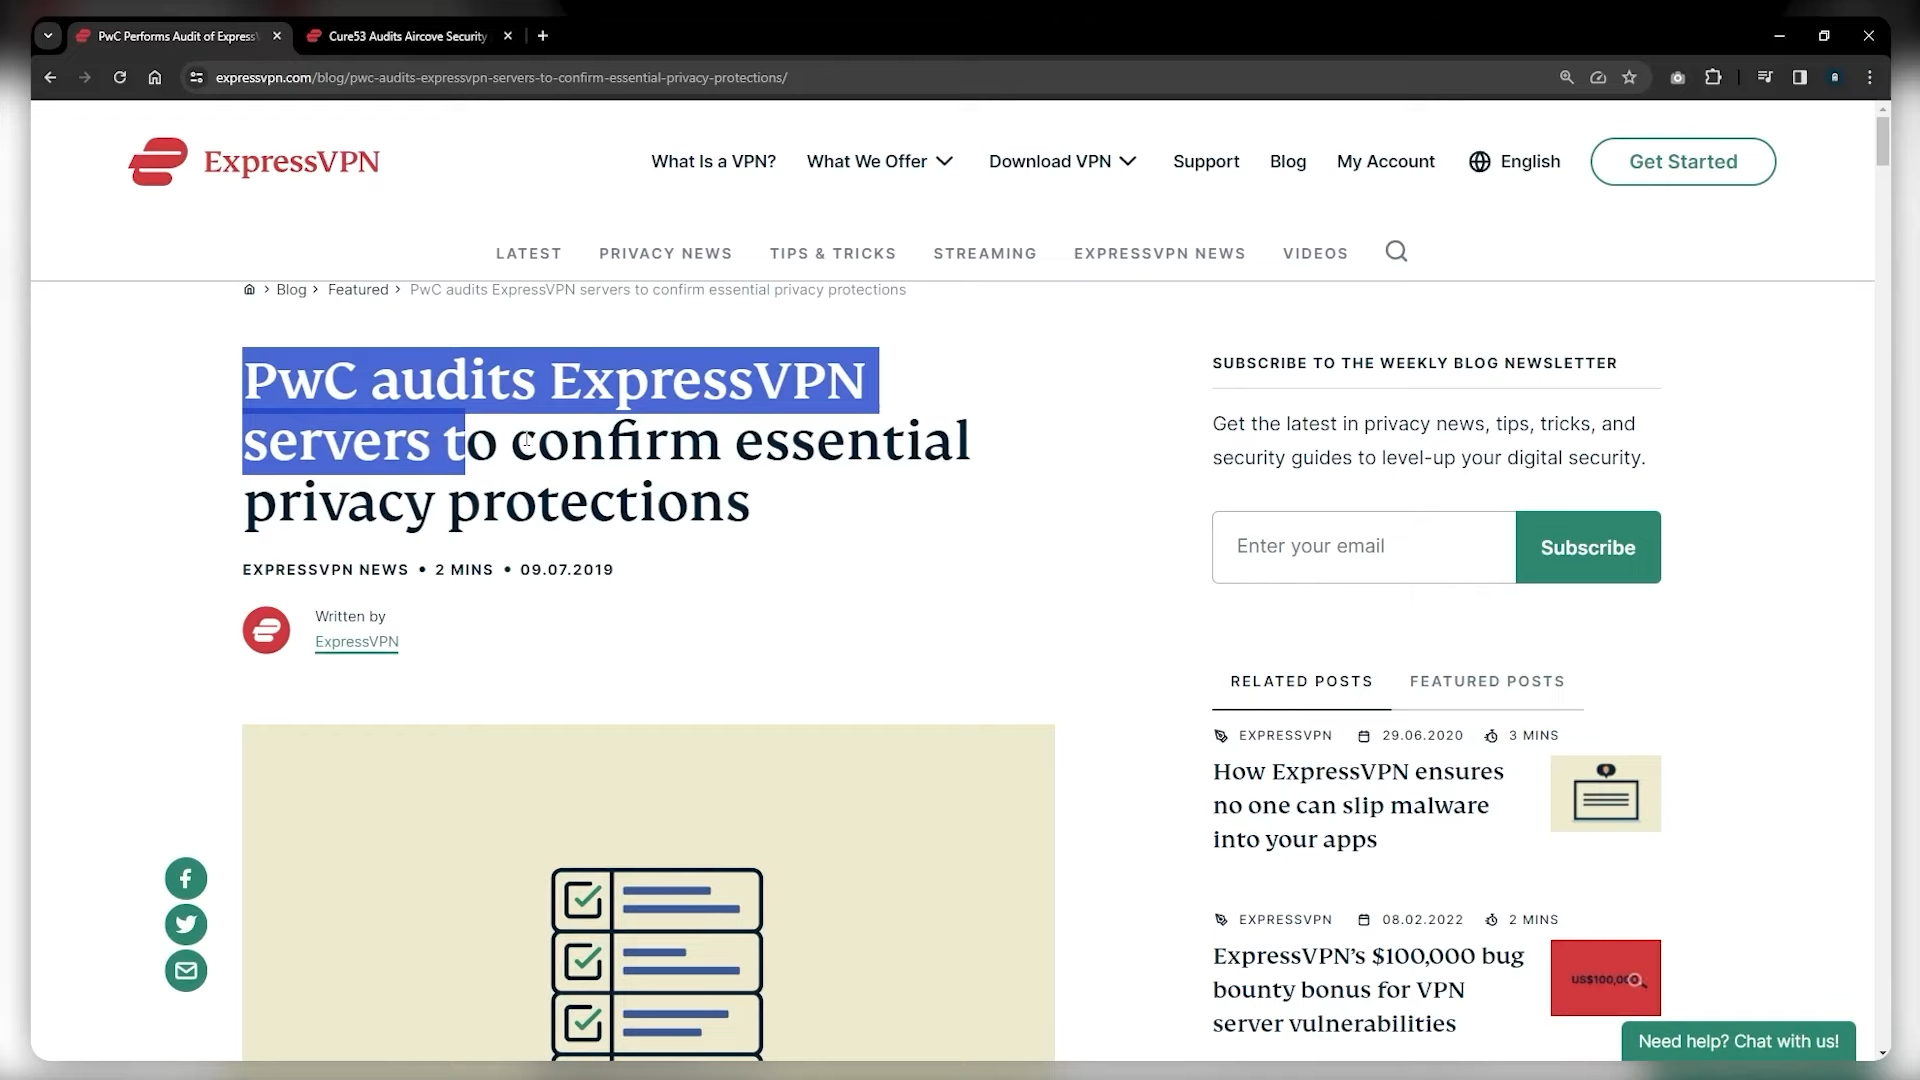 PwC Performs Audit of Express
Cure53 Audits Aircove Security
expressvpn.com/blog/pwc-audits-expressvpn-servers-to-confirm-essential-privacy-protections/
ExpressVPN
What Is a VPN?
What We Offer
Download VPN
Support
Blog
My Account
English
Get Started
LATEST
PRIVACY NEWS
TIPS & TRICKS
STREAMING
EXPRESSVPN NEWS
VIDEOS
Blog > Featured > PwC audits ExpressVPN servers to confirm essential privacy protections
PwC audits ExpressVPN
servers to confirm essential
privacy protections
EXPRESSVPN NEWS • 2 MINS • 09.07.2019
Written by
ExpressVPN
SUBSCRIBE TO THE WEEKLY BLOG NEWSLETTER
Get the latest in privacy news, tips, tricks, and
security guides to level-up your digital security.
Enter your email
Subscribe
RELATED POSTS
FEATURED POSTS
EXPRESSVPN 29.06.2020 3 MINS
How ExpressVPN ensures
no one can slip malware
into your apps
EXPRESSVPN 08.02.2022 2 MINS
ExpressVPN’s $100,000 bug
bounty bonus for VPN
server vulnerabilities
US$100,000
Need help? Chat with us!